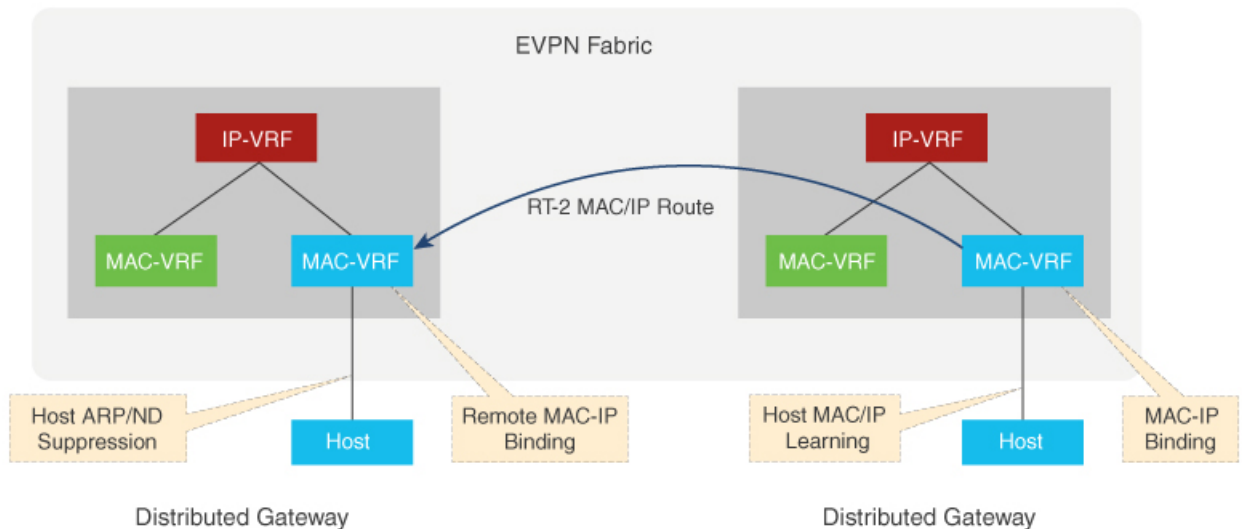 EVPN Fabric
IP-VRF
IP-VRF
RT-2 MAC/IP Route
MAC-VRF
MAC-VRF
MAC-VRF
MAC-VRF
Host ARP/ND
Suppression
Host
Remote MAC-IP
Binding
Host MAC/IP
Learning
Host
MAC-IP
Binding
Distributed Gateway
Distributed Gateway